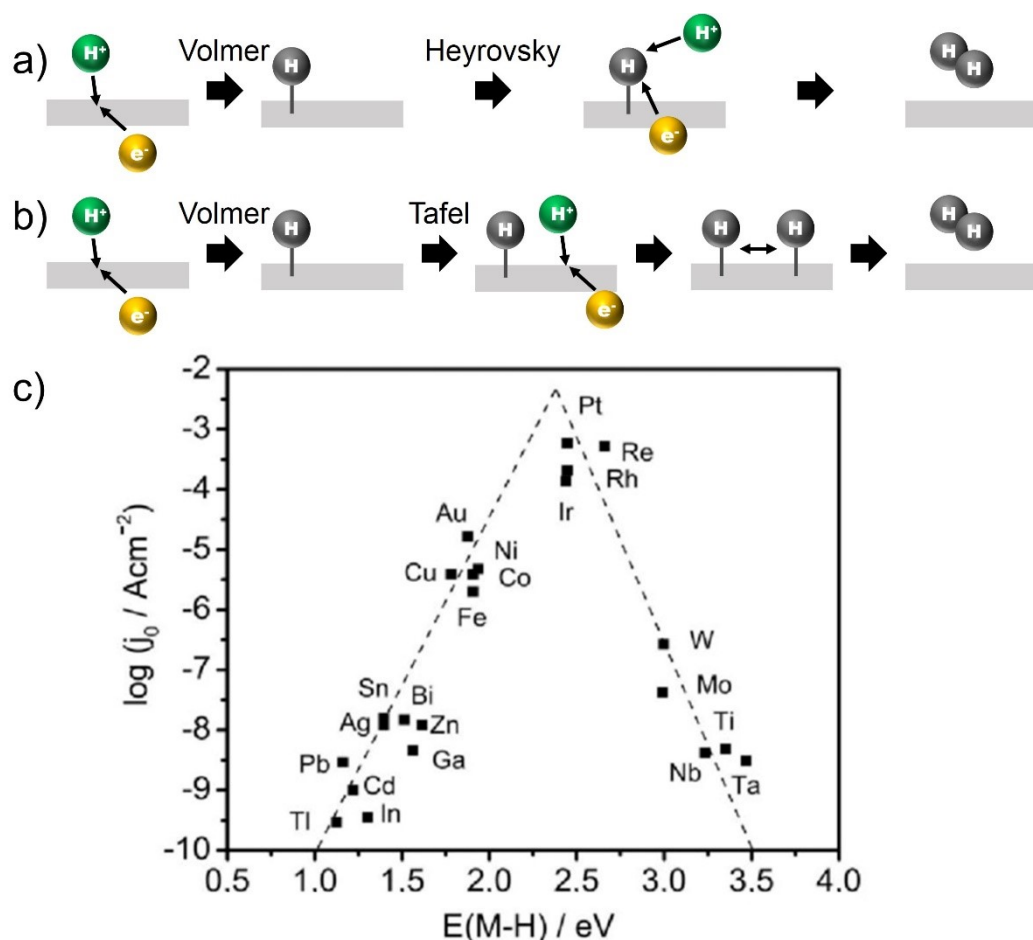 a)
H+
e-
Volmer
H
Heyrovsky
H
H+
e-
b)
H+
e-
Volmer
H
Tafel
H
H+
e-
H
H
c)
log (j₀ / Acm⁻²)
-2
-3
-4
-5
-6
-7
-8
-9
-10
Pt
Re
Rh
Ir
Au
Ni
Cu
Co
Fe
W
Mo
Sn
Bi
Ti
Ag
Zn
Pb
Ga
Nb
Ta
Cd
Tl
In
0.5 1.0 1.5 2.0 2.5 3.0 3.5 4.0
E(M-H) / eV